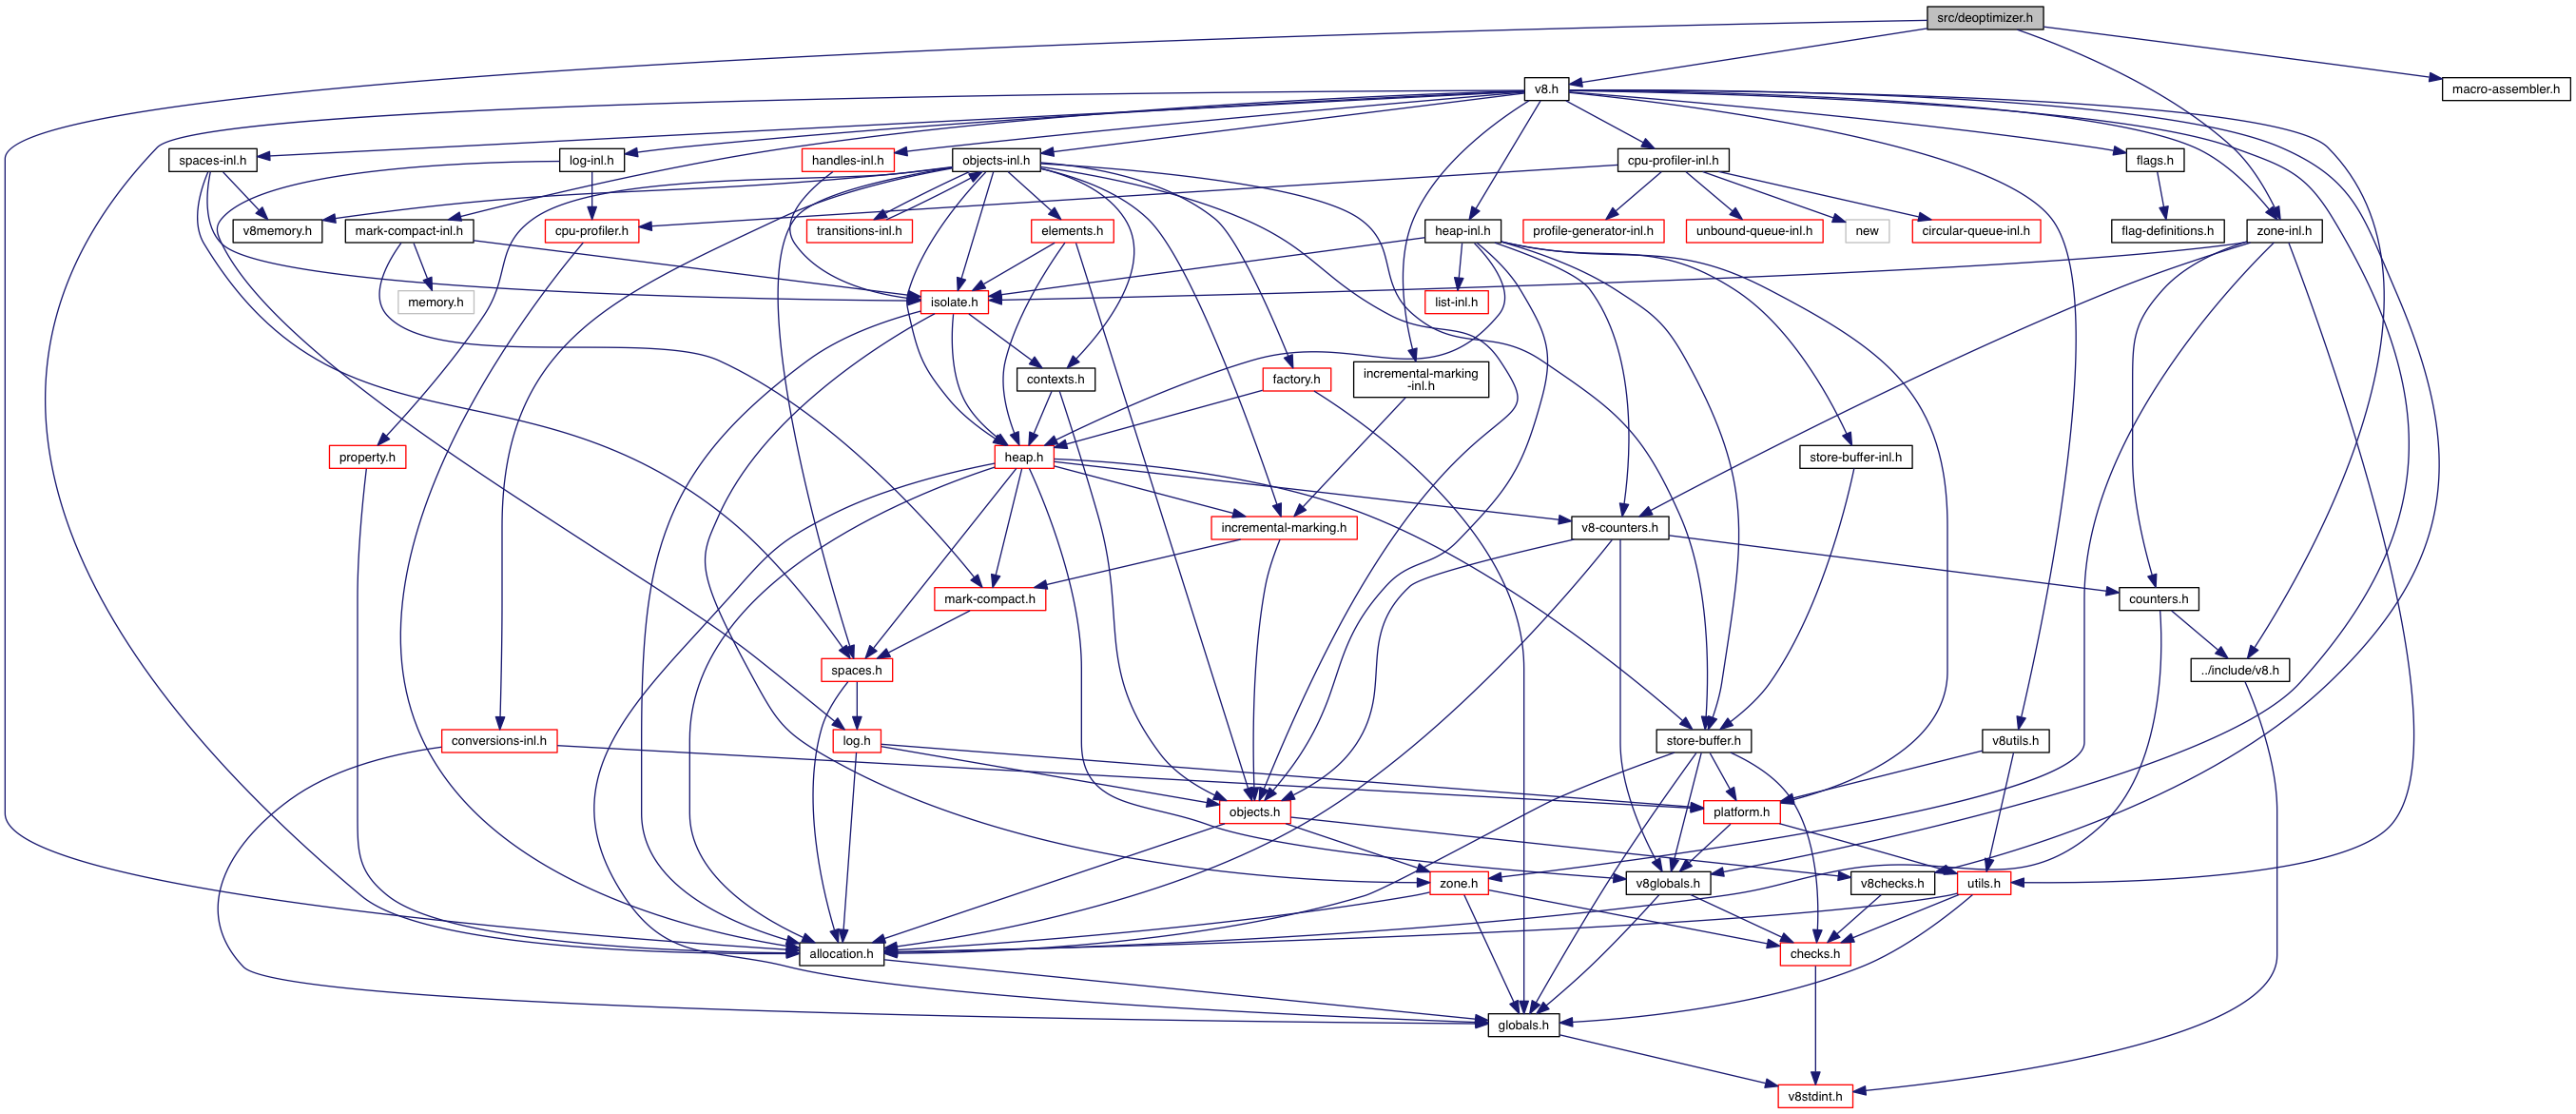 src/deoptimizer.h
v8.h
macro-assembler.h
spaces-inl.h
log-inl.h
handles-inl.h
objects-inl.h
cpu-profiler-inl.h
flags.h
v8memory.h
mark-compact-inl.h
cpu-profiler.h
transitions-inl.h
elements.h
heap-inl.h
profile-generator-inl.h
unbound-queue-inl.h
new
circular-queue-inl.h
flag-definitions.h
zone-inl.h
memory.h
isolate.h
list-inl.h
contexts.h
factory.h
incremental-marking
-inl.h
property.h
heap.h
store-buffer-inl.h
incremental-marking.h
v8-counters.h
mark-compact.h
counters.h
spaces.h
../include/v8.h
conversions-inl.h
log.h
store-buffer.h
v8utils.h
objects.h
platform.h
zone.h
v8globals.h
v8checks.h
utils.h
allocation.h
checks.h
globals.h
v8stdint.h